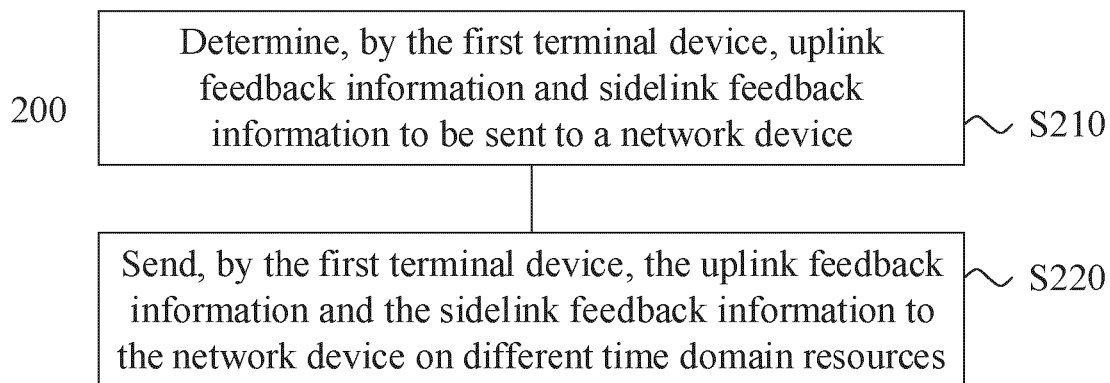 Determine, by the first terminal device, uplink
feedback information and sidelink feedback
information to be sent to a network device
200
S210
Send, by the first terminal device, the uplink feedback
information and the sidelink feedback information to
the network device on different time domain resources
S220